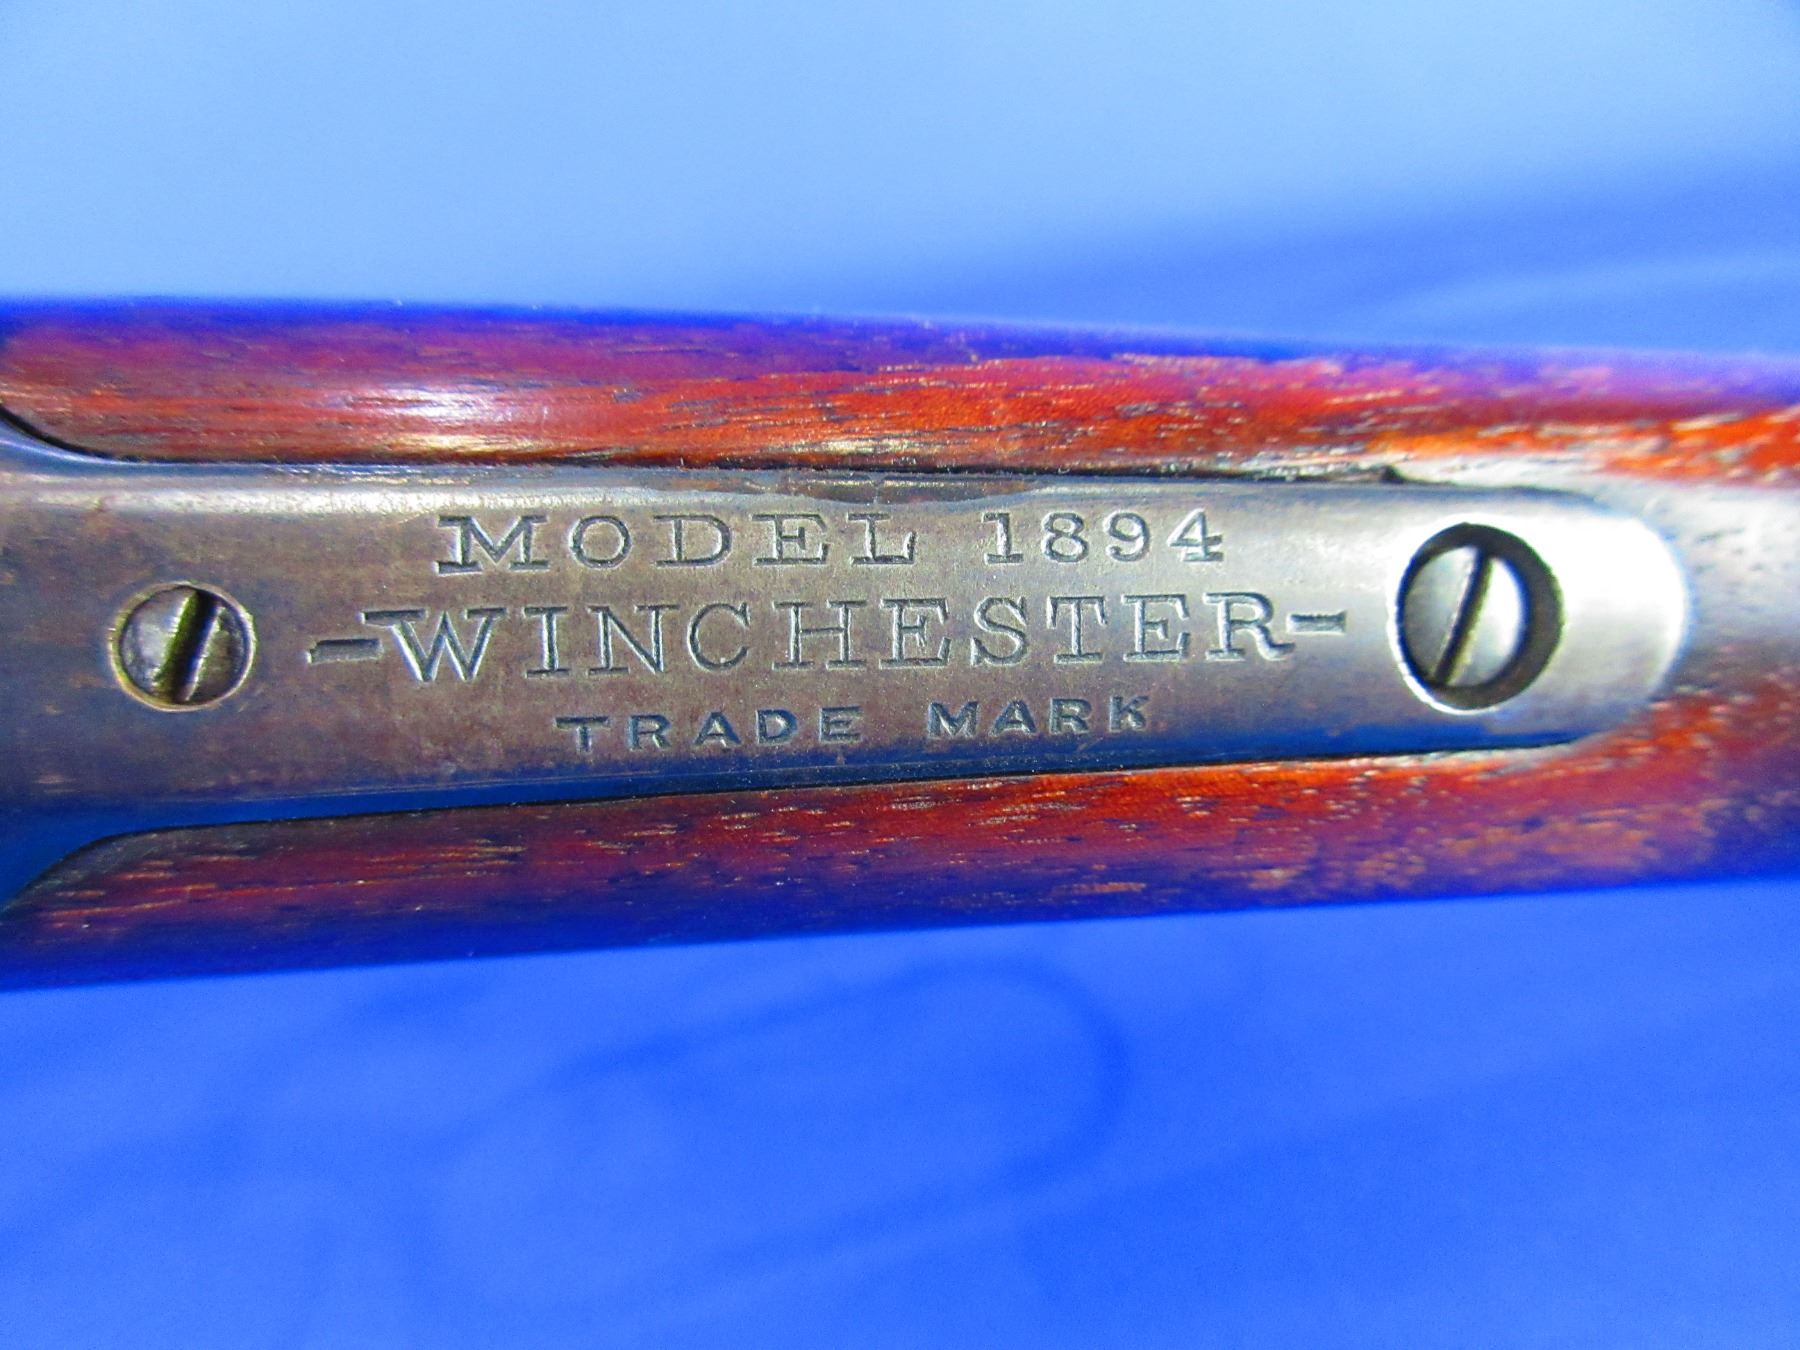 MODEL 1894
-WINCHESTER-
TRADE MARK